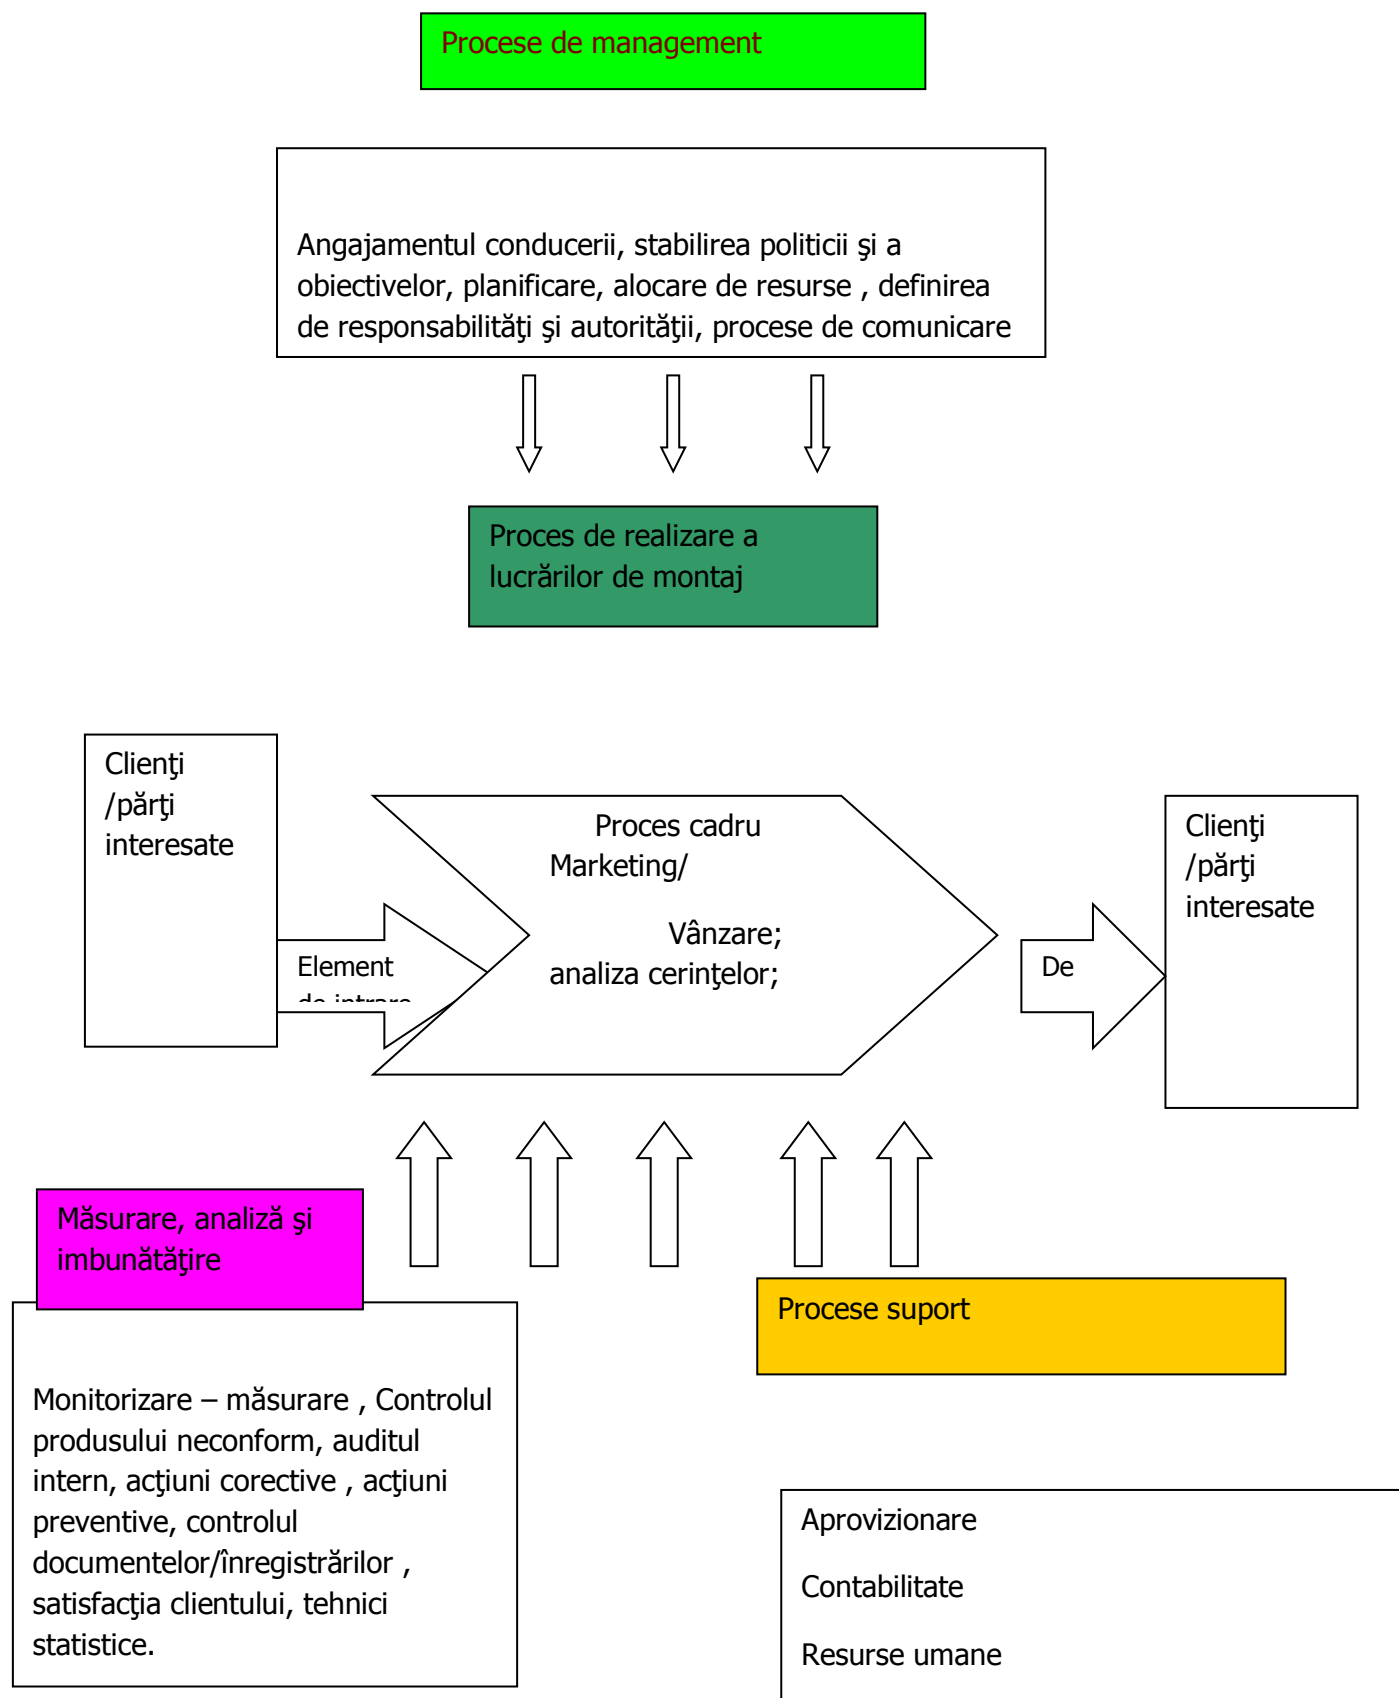 Procese de management
Angajamentul conducerii, stabilirea politicii şi a
obiectivelor, planificare, alocare de resurse , definirea
de responsabilităţi şi autorităţii, procese de comunicare
Proces de realizare a
lucrărilor de montaj
Clienţi
/părţi
interesate
Proces cadru
Marketing/
Vânzare;
analiza cerinţelor;
Element
de intrare
De
Clienţi
/părţi
interesate
Măsurare, analiză şi
imbunătăţire
Monitorizare – măsurare , Controlul
produsului neconform, auditul
intern, acţiuni corective , acţiuni
preventive, controlul
documentelor/înregistrărilor ,
satisfacţia clientului, tehnici
statistice.
Procese suport
Aprovizionare
Contabilitate
Resurse umane